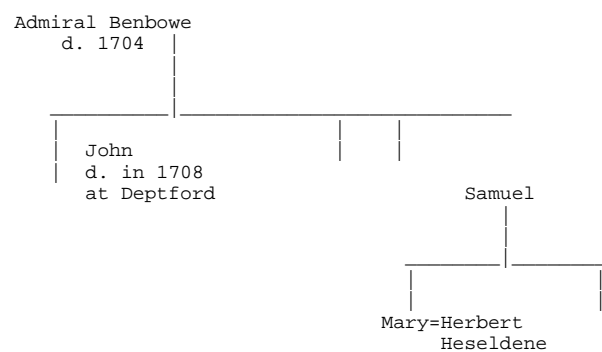 Admiral Benbowe
d. 1704
John
d. in 1708
at Deptford
Samuel
Mary=Herbert
Heseldene